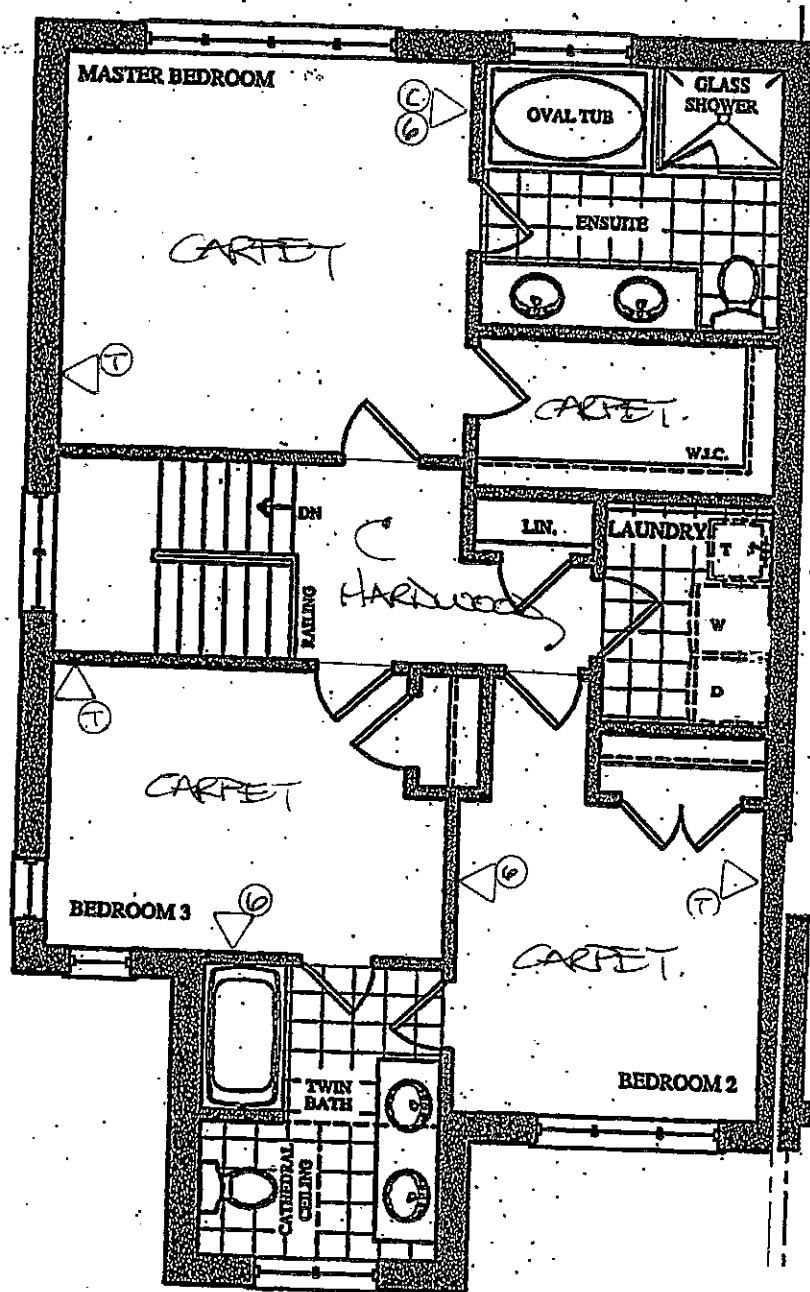 MASTER BEDROOM
C
6
OVAL TUB
GLASS
SHOWER
ENSUITE
CARPET
T
CARPET.
W.I.C.
DN
LIN.
LAUNDRY
T
HARDWOOD
RAILING
W
D
T
CARPET
BEDROOM 3
6
6
T
CARPET.
BEDROOM 2
TWIN
BATH
CATHEDRAL
CEILING